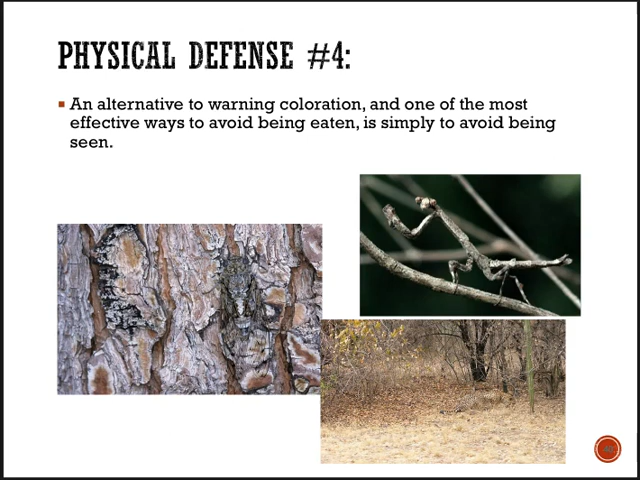 PHYSICAL DEFENSE #4:
An alternative to warning coloration, and one of the most
effective ways to avoid being eaten, is simply to avoid being
seen.